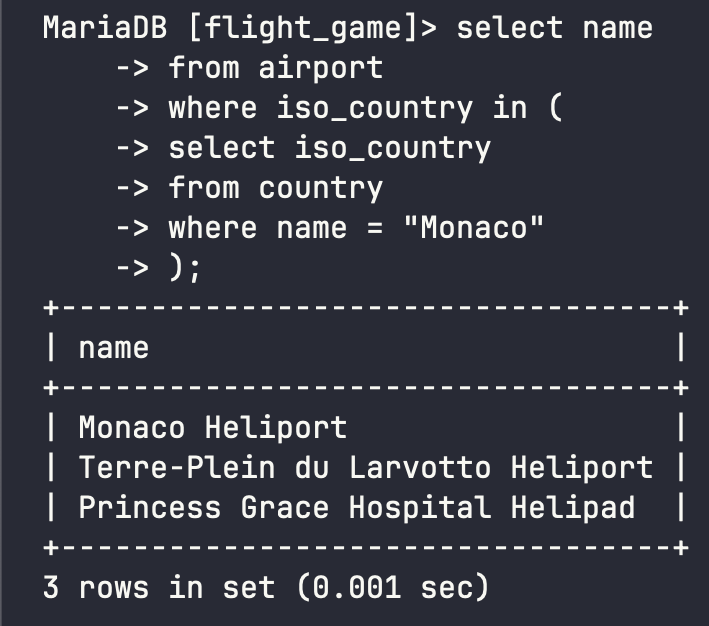 MariaDB [flight_game]> select name
    -> from airport
    -> where iso_country in (
    -> select iso_country
    -> from country
    -> where name = "Monaco"
    -> );
+----------------------------------+
| name                             |
+----------------------------------+
| Monaco Heliport                  |
| Terre-Plein du Larvotto Heliport |
| Princess Grace Hospital Helipad  |
+----------------------------------+
3 rows in set (0.001 sec)